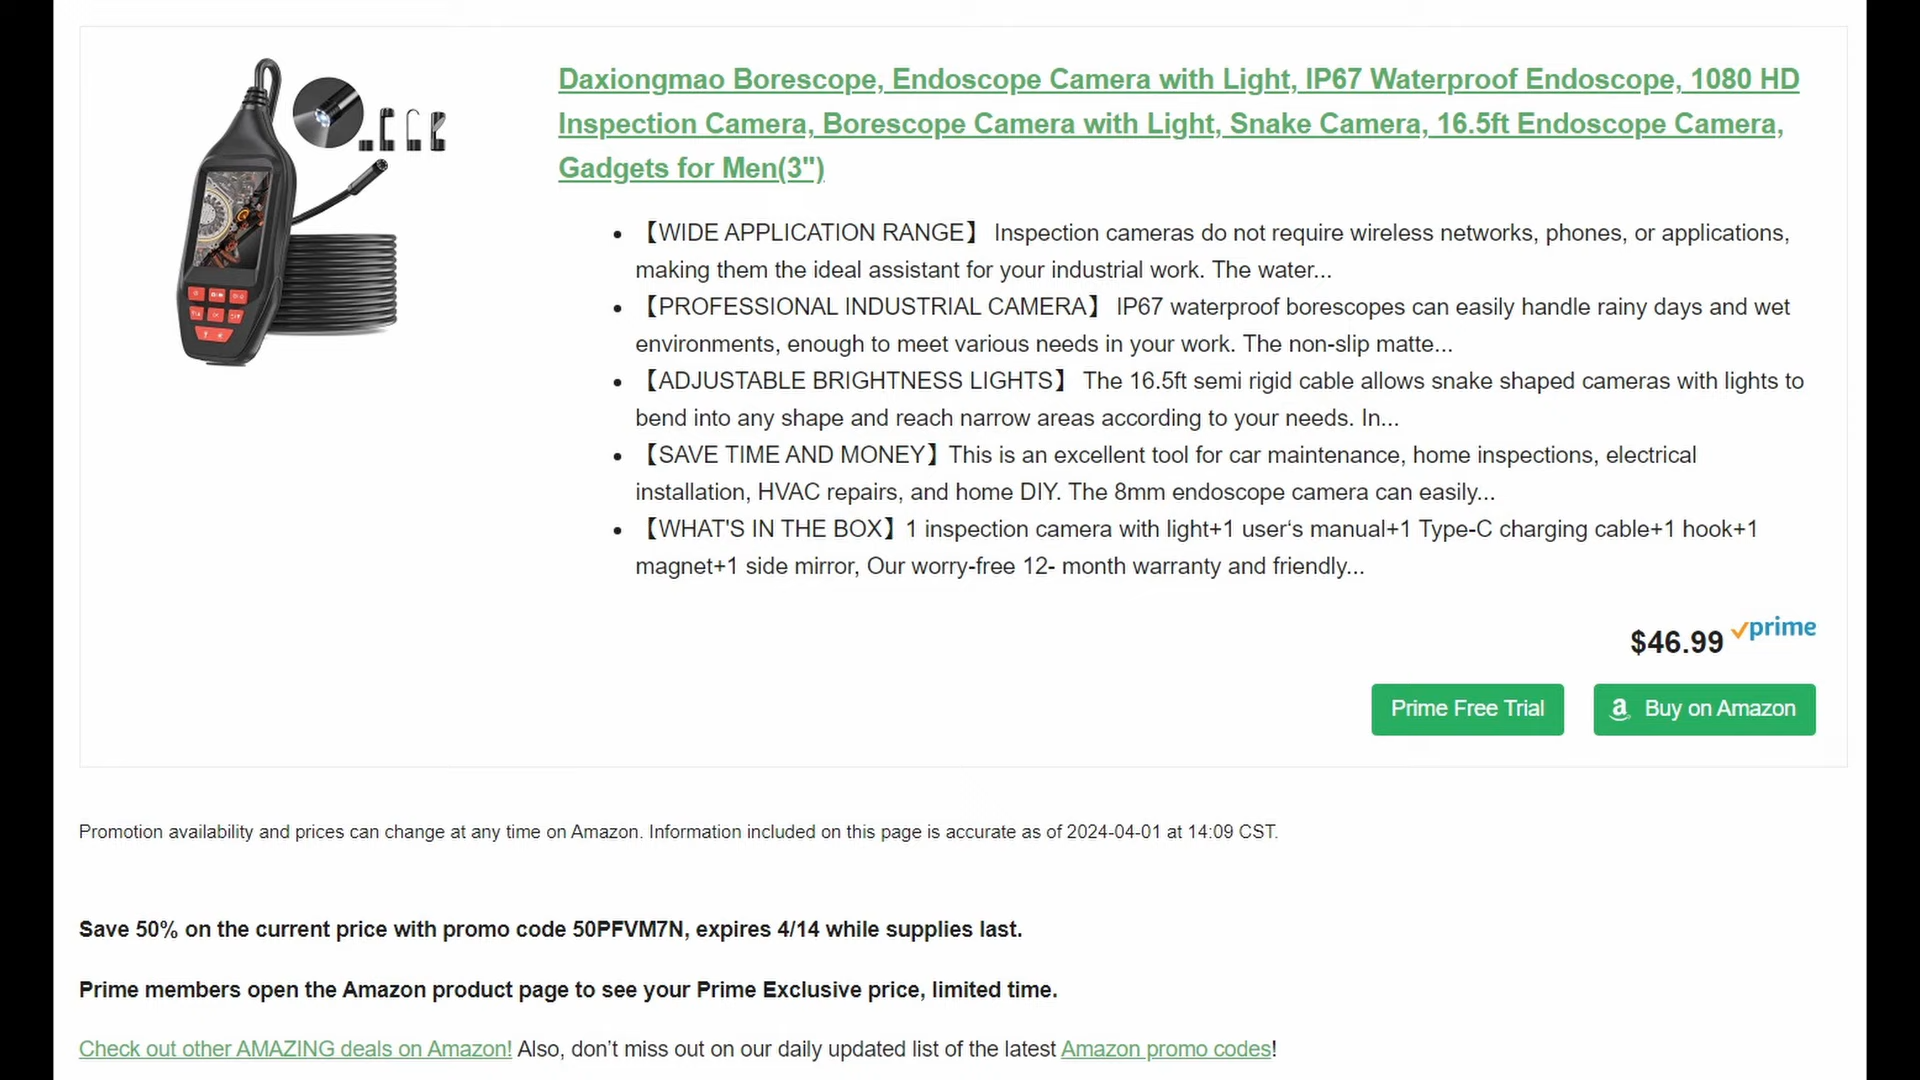 Daxiongmao Borescope, Endoscope Camera with Light, IP67 Waterproof Endoscope, 1080 HD
Inspection Camera, Borescope Camera with Light, Snake Camera, 16.5ft Endoscope Camera,
Gadgets for Men(3")
• 【WIDE APPLICATION RANGE】 Inspection cameras do not require wireless networks, phones, or applications,
making them the ideal assistant for your industrial work. The water...
• 【PROFESSIONAL INDUSTRIAL CAMERA】 IP67 waterproof borescopes can easily handle rainy days and wet
environments, enough to meet various needs in your work. The non-slip matte...
• 【ADJUSTABLE BRIGHTNESS LIGHTS】 The 16.5ft semi rigid cable allows snake shaped cameras with lights to
bend into any shape and reach narrow areas according to your needs. In...
• 【SAVE TIME AND MONEY】This is an excellent tool for car maintenance, home inspections, electrical
installation, HVAC repairs, and home DIY. The 8mm endoscope camera can easily...
• 【WHAT'S IN THE BOX】1 inspection camera with light+1 user‘s manual+1 Type-C charging cable+1 hook+1
magnet+1 side mirror, Our worry-free 12- month warranty and friendly...
$46.99 prime
Prime Free Trial
a Buy on Amazon
Promotion availability and prices can change at any time on Amazon. Information included on this page is accurate as of 2024-04-01 at 14:09 CST.
Save 50% on the current price with promo code 50PFVM7N, expires 4/14 while supplies last.
Prime members open the Amazon product page to see your Prime Exclusive price, limited time.
Check out other AMAZING deals on Amazon! Also, don’t miss out on our daily updated list of the latest Amazon promo codes!